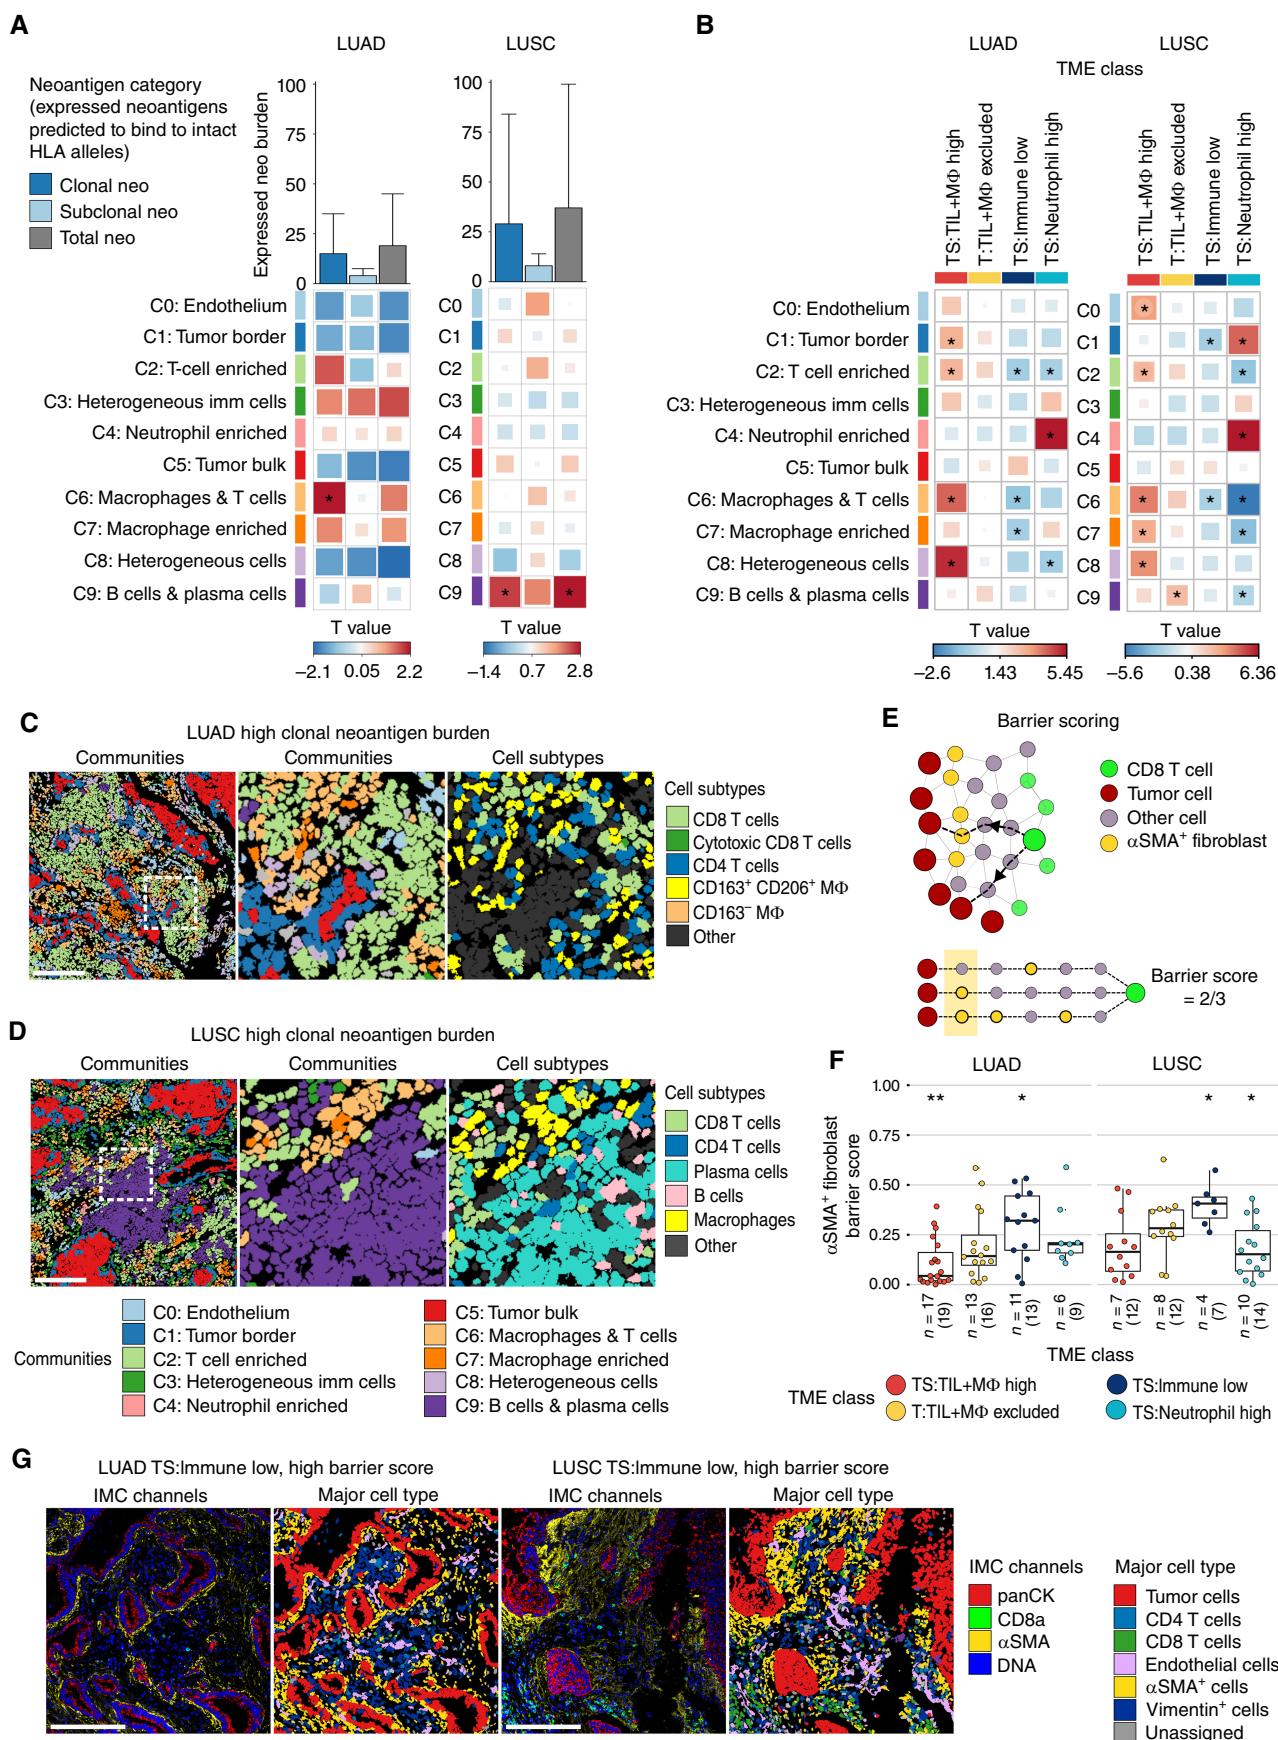 A
LUAD
LUSC
Neoantigen category
(expressed neoantigens
predicted to bind to intact
HLA alleles)
Clonal neo
Subclonal neo
Total neo
Expressed neo burden
100
75
50
25
0
100
75
50
25
0
C0: Endothelium
C1: Tumor border
C2: T-cell enriched
C3: Heterogeneous imm cells
C4: Neutrophil enriched
C5: Tumor bulk
C6: Macrophages & T cells
C7: Macrophage enriched
C8: Heterogeneous cells
C9: B cells & plasma cells
C0
C1
C2
C3
C4
C5
C6
C7
C8
C9
*
* *
T value
−2.1 0.05 2.2
T value
−1.4 0.7 2.8
B
LUAD
LUSC
TME class
TS:TIL+MΦ high
T:TIL+MΦ excluded
TS:Immune low
TS:Neutrophil high
TS:TIL+MΦ high
T:TIL+MΦ excluded
TS:Immune low
TS:Neutrophil high
C0: Endothelium
C1: Tumor border
C2: T cell enriched
C3: Heterogeneous imm cells
C4: Neutrophil enriched
C5: Tumor bulk
C6: Macrophages & T cells
C7: Macrophage enriched
C8: Heterogeneous cells
C9: B cells & plasma cells
*
* * *
*
* *
*
* *
C0
C1
C2
C3
C4
C5
C6
C7
C8
C9
*
* *
* *
*
* * *
* *
*
* *
T value
−2.6 1.43 5.45
T value
−5.6 0.38 6.36
C
LUAD high clonal neoantigen burden
Communities
Communities
Cell subtypes
Cell subtypes
CD8 T cells
Cytotoxic CD8 T cells
CD4 T cells
CD163+ CD206+ MΦ
CD163− MΦ
Other
D
LUSC high clonal neoantigen burden
Communities
Communities
Cell subtypes
Cell subtypes
CD8 T cells
CD4 T cells
Plasma cells
B cells
Macrophages
Other
Communities
C0: Endothelium
C1: Tumor border
C2: T cell enriched
C3: Heterogeneous imm cells
C4: Neutrophil enriched
C5: Tumor bulk
C6: Macrophages & T cells
C7: Macrophage enriched
C8: Heterogeneous cells
C9: B cells & plasma cells
E
Barrier scoring
CD8 T cell
Tumor cell
Other cell
αSMA+ fibroblast
Barrier score
= 2/3
F
LUAD
LUSC
αSMA+ fibroblast
barrier score
1.00
0.75
0.50
0.25
0.00
** * * *
n = 17
(19)
n = 13
(16)
n = 11
(13)
n = 6
(9)
n = 7
(12)
n = 8
(12)
n = 4
(7)
n = 10
(14)
TME class
TME class
TS:TIL+MΦ high
T:TIL+MΦ excluded
TS:Immune low
TS:Neutrophil high
G
LUAD TS:Immune low, high barrier score
IMC channels
Major cell type
LUSC TS:Immune low, high barrier score
IMC channels
Major cell type
IMC channels
panCK
CD8a
αSMA
DNA
Major cell type
Tumor cells
CD4 T cells
CD8 T cells
Endothelial cells
αSMA+ cells
Vimentin+ cells
Unassigned